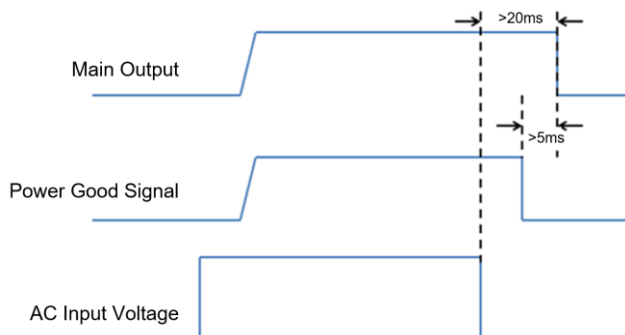 >20ms
Main Output
>5ms
Power Good Signal
AC Input Voltage